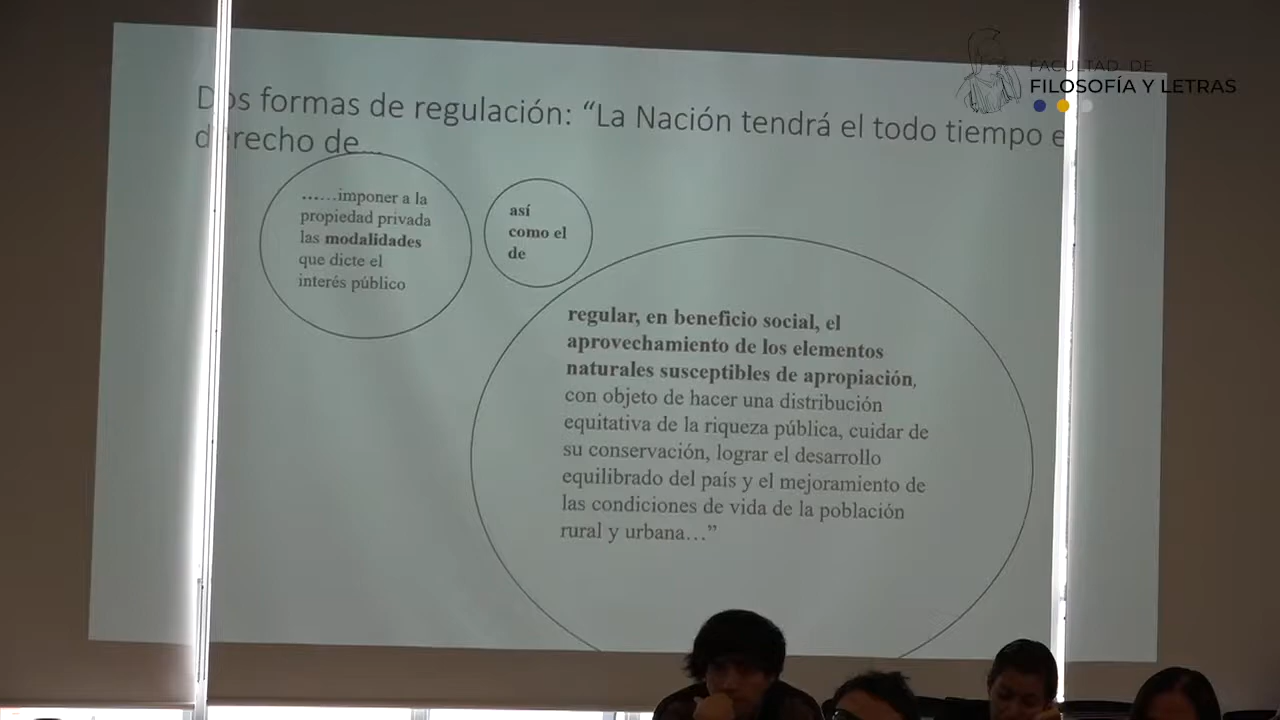 Dos formas de regulación: “La Nación tendrá el todo tiempo e
derecho de...
……imponer a la
propiedad privada
las modalidades
que dicte el
interés público
así
como el
de
regular, en beneficio social, el
aprovechamiento de los elementos
naturales susceptibles de apropiación,
con objeto de hacer una distribución
equitativa de la riqueza pública, cuidar de
su conservación, lograr el desarrollo
equilibrado del país y el mejoramiento de
las condiciones de vida de la población
rural y urbana…”
FACULTAD DE
FILOSOFÍA Y LETRAS